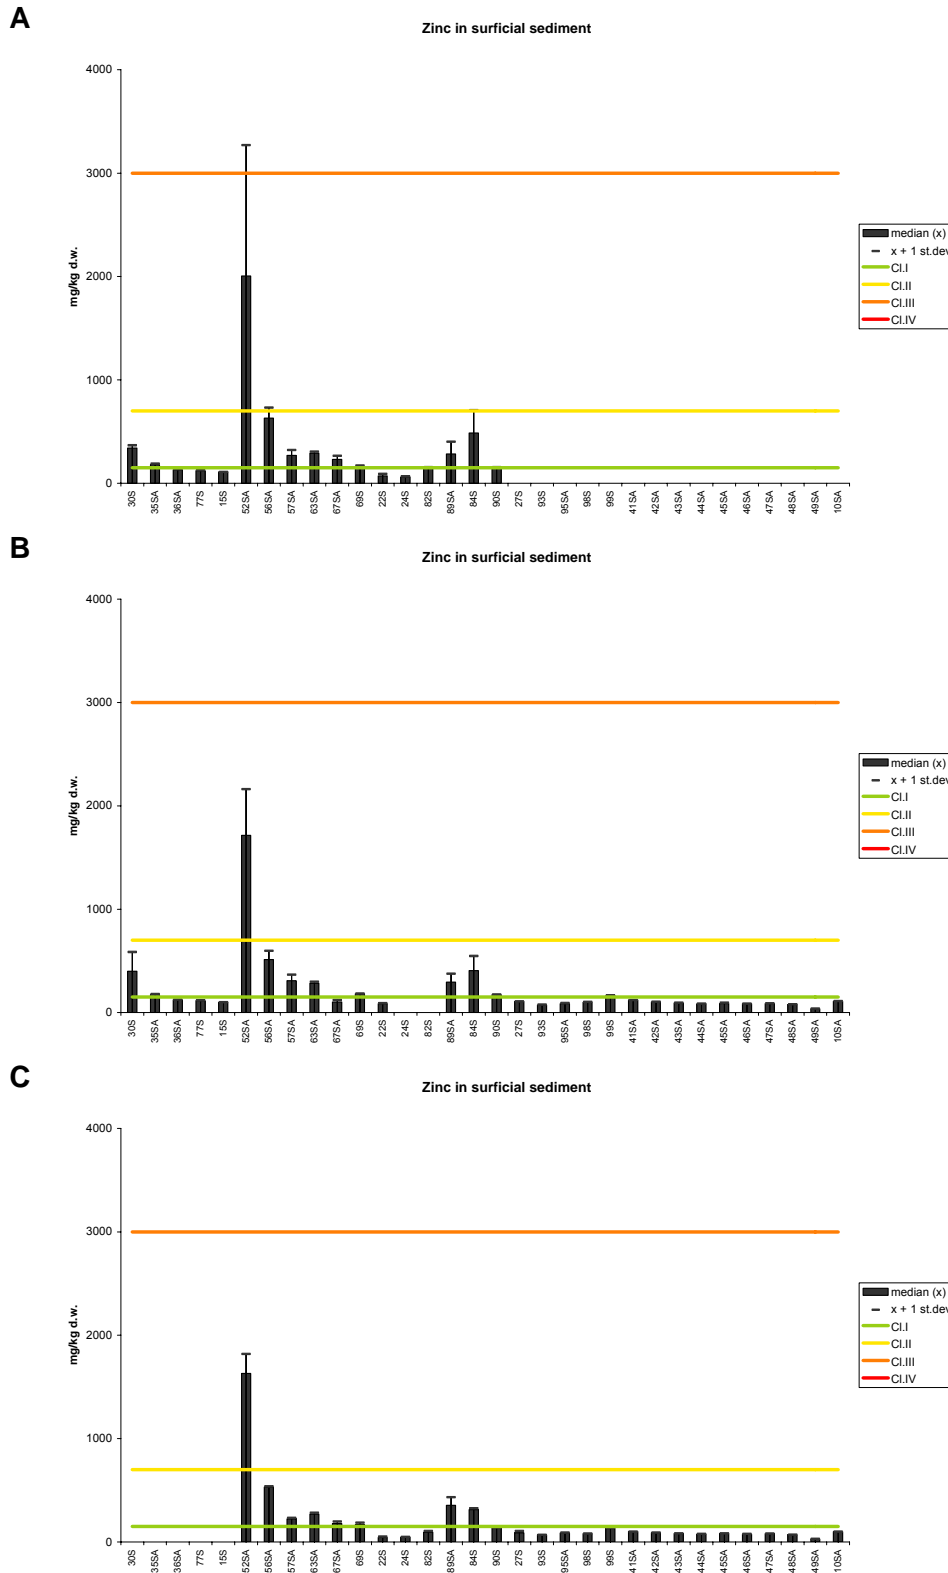 A
Zinc in surficial sediment
4000
3000
2000
1000
0
mg/kg d.w.
30S
35SA
36SA
77S
15S
52SA
56SA
57SA
63SA
67SA
69S
22S
24S
82S
89SA
84S
90S
27S
93S
95SA
98S
99S
41SA
42SA
43SA
44SA
45SA
46SA
47SA
48SA
49SA
10SA
median (x)
x + 1 st.dev
Cl.I
Cl.II
Cl.III
Cl.IV
B
Zinc in surficial sediment
4000
3000
2000
1000
0
mg/kg d.w.
30S
35SA
36SA
77S
15S
52SA
56SA
57SA
63SA
67SA
69S
22S
24S
82S
89SA
84S
90S
27S
93S
95SA
98S
99S
41SA
42SA
43SA
44SA
45SA
46SA
47SA
48SA
49SA
10SA
median (x)
x + 1 st.dev
Cl.I
Cl.II
Cl.III
Cl.IV
C
Zinc in surficial sediment
4000
3000
2000
1000
0
mg/kg d.w.
30S
35SA
36SA
77S
15S
52SA
56SA
57SA
63SA
67SA
69S
22S
24S
82S
89SA
84S
90S
27S
93S
95SA
98S
99S
41SA
42SA
43SA
44SA
45SA
46SA
47SA
48SA
49SA
10SA
median (x)
x + 1 st.dev
Cl.I
Cl.II
Cl.III
Cl.IV